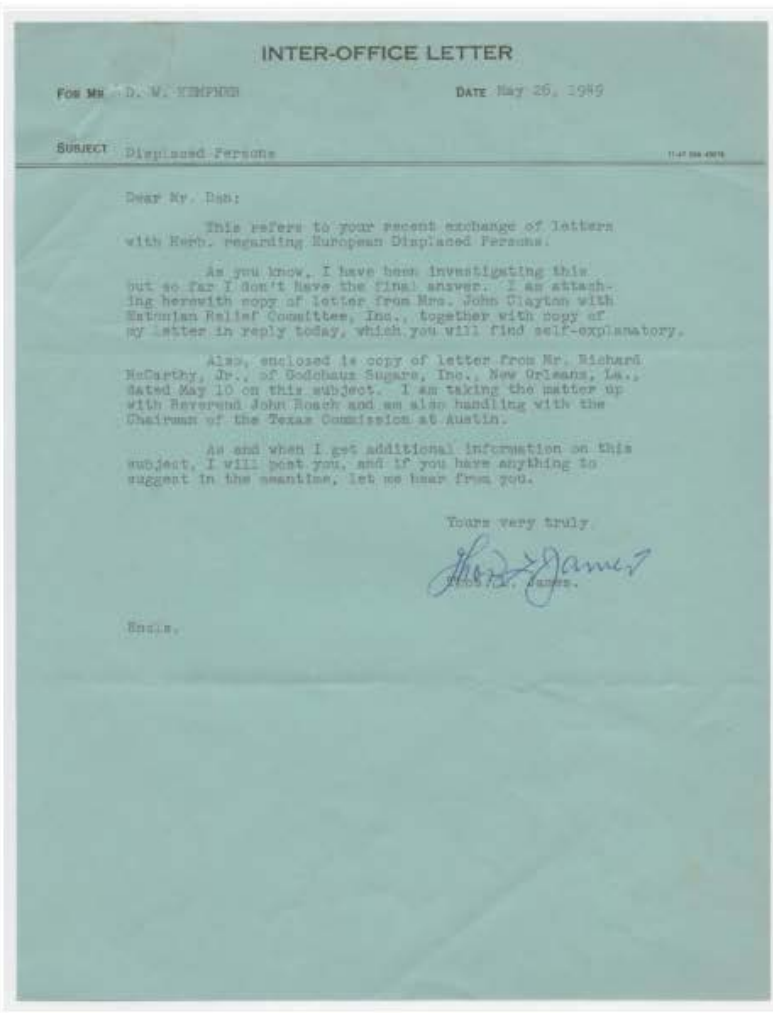 INTER-OFFICE LETTER
FOR MR D. W. KEMPNER DATE May 26, 1949
SUBJECT Displaced Persons
Dear Mr. Dan:
This refers to your recent exchange of letters
with Herb. regarding European Displaced Persons.
As you know, I have been investigating this
but so far I don't have the final answer. I am attach-
ing herewith copy of letter from Mrs. John Clayton with
Estonian Relief Committee, Inc., together with copy of
my letter in reply today, which you will find self-explanatory.
Also, enclosed is copy of letter from Mr. Richard
McCarthy, Jr., of Godchaux Sugars, Inc., New Orleans, La.,
dated May 10 on this subject. I am taking the matter up
with Reverend John Roach and am also handling with the
Chairman of the Texas Commission at Austin.
As and when I get additional information on this
subject, I will post you, and if you have anything to
suggest in the meantime, let me hear from you.
Yours very truly
Thos. L. James
Thos. L. James.
Encls.